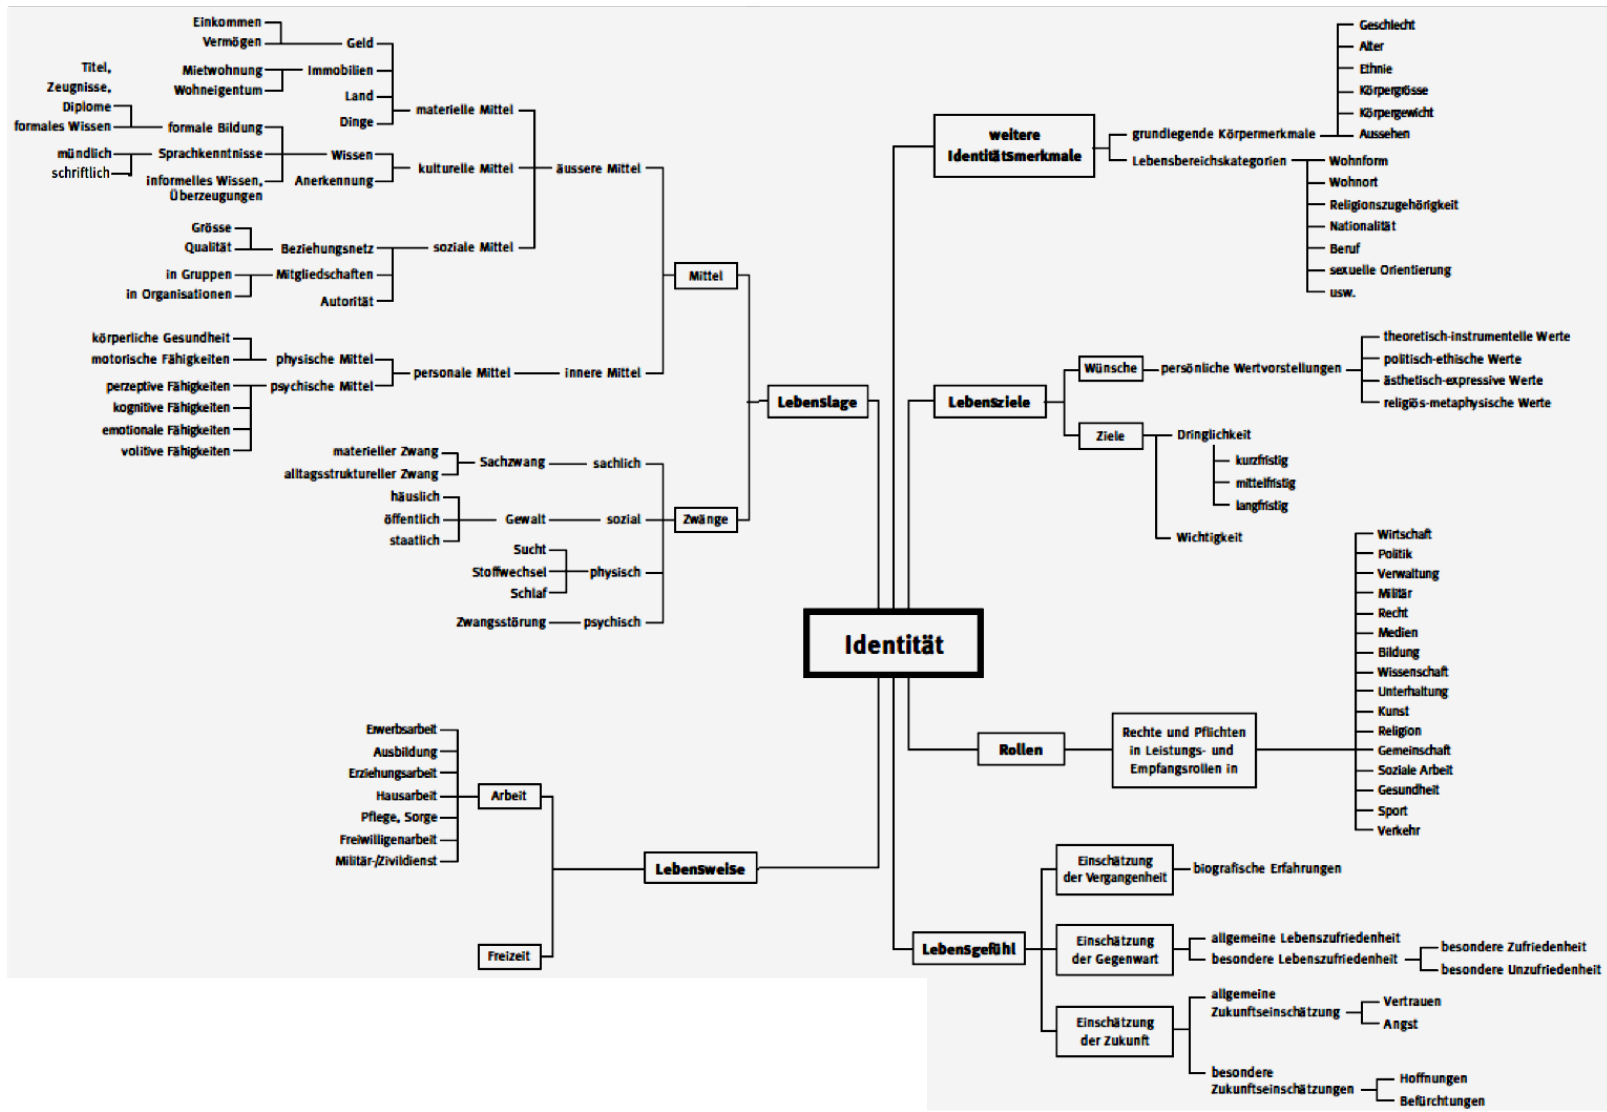 Einkommen
Vermögen
Geld
Mietwohnung
Wohneigentum
Immobilien
Land
Dinge
materielle Mittel
Titel,
Zeugnisse,
Diplome
formales Wissen
formale Bildung
mündlich
schriftlich
Sprachkenntnisse
informelles Wissen,
Überzeugungen
Wissen
Anerkennung
kulturelle Mittel
äussere Mittel
Grösse
Qualität
Beziehungsnetz
in Gruppen
in Organisationen
Mitgliedschaften
Autorität
soziale Mittel
Mittel
körperliche Gesundheit
motorische Fähigkeiten
physische Mittel
perzeptive Fähigkeiten
kognitive Fähigkeiten
emotionale Fähigkeiten
volitive Fähigkeiten
psychische Mittel
personale Mittel
innere Mittel
Lebenslage
materieller Zwang
alltagsstruktureller Zwang
Sachzwang
sachlich
häuslich
öffentlich
staatlich
Gewalt
sozial
Zwänge
Sucht
Stoffwechsel
Schlaf
physisch
Zwangsstörung
psychisch
Identität
Erwerbsarbeit
Ausbildung
Erziehungsarbeit
Hausarbeit
Pflege, Sorge
Freiwilligenarbeit
Militär-/Zivildienst
Arbeit
Lebensweise
Freizeit
weitere
Identitätsmerkmale
grundlegende Körpermerkmale
Geschlecht
Alter
Ethnie
Körpergrösse
Körpergewicht
Aussehen
Lebensbereichskategorien
Wohnform
Wohnort
Religionszugehörigkeit
Nationalität
Beruf
sexuelle Orientierung
usw.
Lebensziele
Wünsche
persönliche Wertvorstellungen
theoretisch-instrumentelle Werte
politisch-ethische Werte
ästhetisch-expressive Werte
religiös-metaphysische Werte
Ziele
Dringlichkeit
kurzfristig
mittelfristig
langfristig
Wichtigkeit
Rollen
Rechte und Pflichten
in Leistungs- und
Empfangsrollen in
Wirtschaft
Politik
Verwaltung
Militär
Recht
Medien
Bildung
Wissenschaft
Unterhaltung
Kunst
Religion
Gemeinschaft
Soziale Arbeit
Gesundheit
Sport
Verkehr
Lebensgefühl
Einschätzung
der Vergangenheit
biografische Erfahrungen
Einschätzung
der Gegenwart
allgemeine Lebenszufriedenheit
besondere Lebenszufriedenheit
besondere Zufriedenheit
besondere Unzufriedenheit
Einschätzung
der Zukunft
allgemeine
Zukunftseinschätzung
Vertrauen
Angst
besondere
Zukunftseinschätzungen
Hoffnungen
Befürchtungen